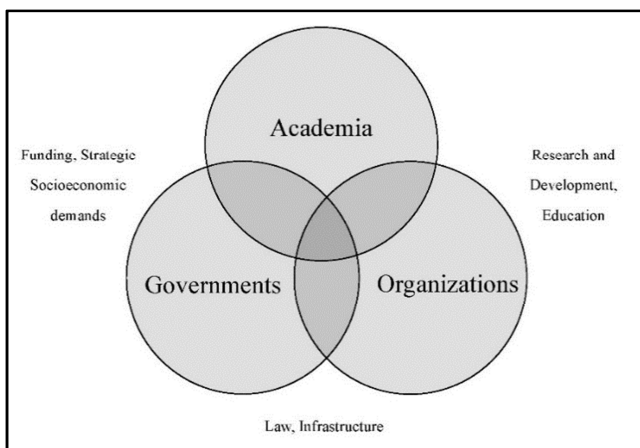 Academia
Funding, Strategic
Socioeconomic
demands
Research and
Development,
Education
Governments
Organizations
Law, Infrastructure